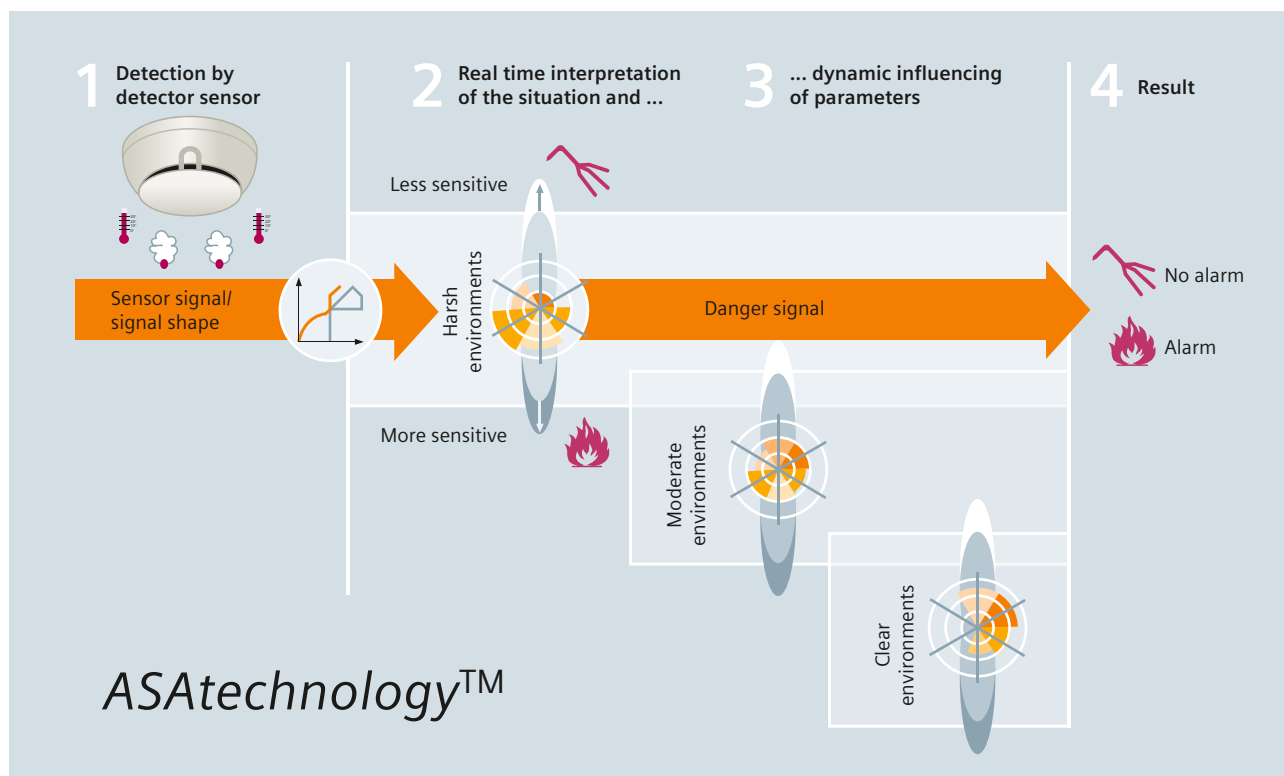 1 Detection by
detector sensor
2 Real time interpretation
of the situation and ...
3 ... dynamic influencing
of parameters
4 Result
Less sensitive
Harsh
environments
Sensor signal/
signal shape
Danger signal
No alarm
Alarm
More sensitive
Moderate
environments
Clear
environments
ASAtechnology™